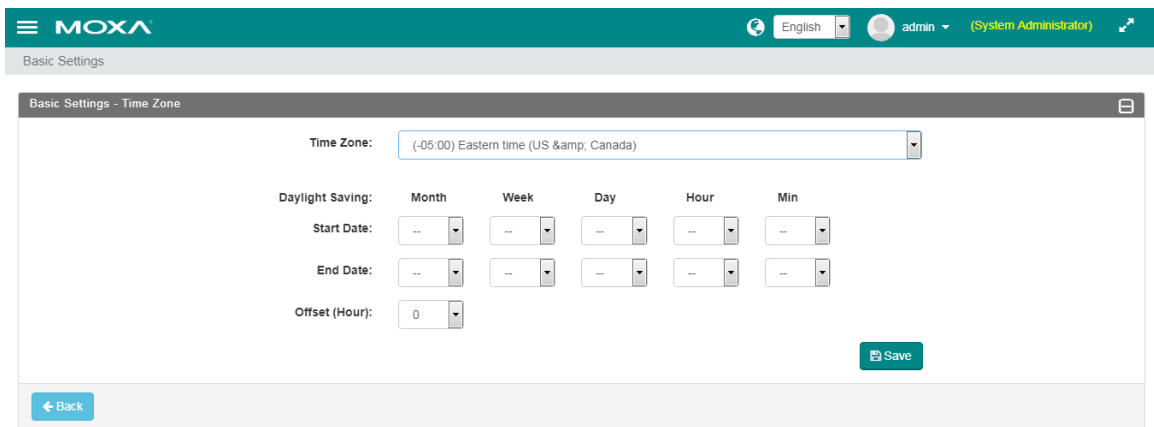 MOXA English admin (System Administrator)
Basic Settings
Basic Settings - Time Zone
Time Zone: (-05:00) Eastern time (US &amp; Canada)
Daylight Saving: Month Week Day Hour Min
Start Date: -- -- -- -- --
End Date: -- -- -- -- --
Offset (Hour): 0
Save
Back